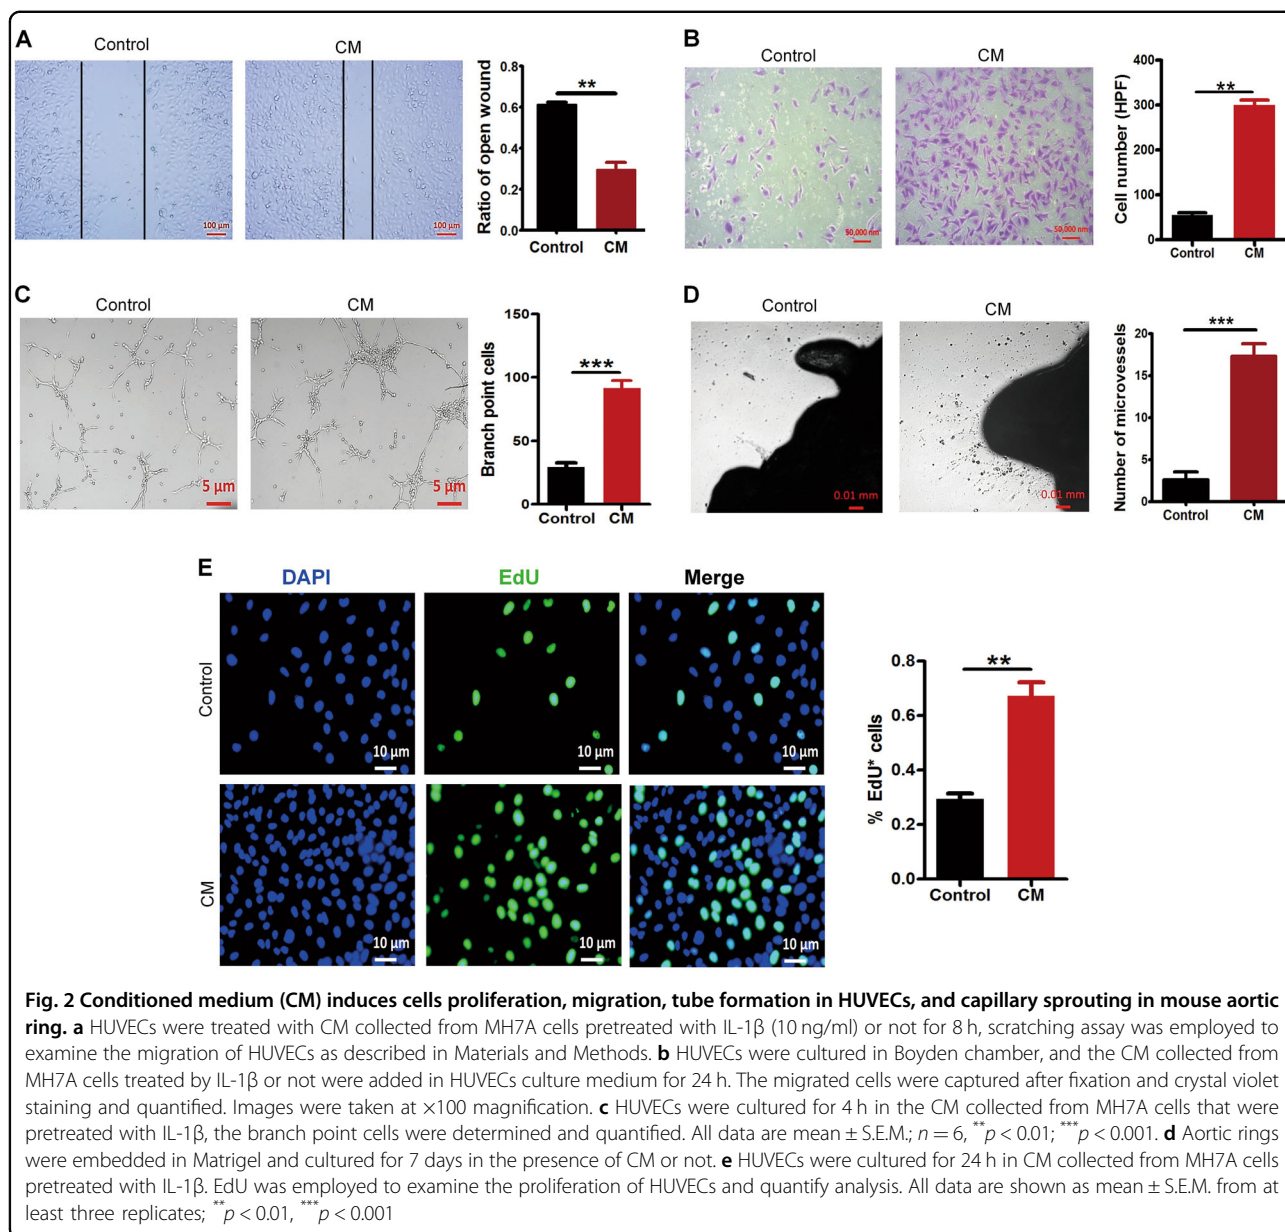 A
Control
CM
100 µm
100 µm
Ratio of open wound
0.8
0.6
0.4
0.2
0.0
**
Control
CM
B
Control
CM
50,000 nm
50,000 nm
Cell number (HPF)
400
300
200
100
0
**
Control
CM
C
Control
CM
5 µm
5 µm
Branch point cells
150
100
50
0
***
Control
CM
D
Control
CM
0.01 mm
0.01 mm
Number of microvessels
20
15
10
5
0
***
Control
CM
E
DAPI
EdU
Merge
Control
10 µm
10 µm
10 µm
CM
10 µm
10 µm
10 µm
% EdU* cells
0.8
0.6
0.4
0.2
0.0
**
Control
CM
Fig. 2 Conditioned medium (CM) induces cells proliferation, migration, tube formation in HUVECs, and capillary sprouting in mouse aortic
ring. a HUVECs were treated with CM collected from MH7A cells pretreated with IL-1β (10 ng/ml) or not for 8 h, scratching assay was employed to
examine the migration of HUVECs as described in Materials and Methods. b HUVECs were cultured in Boyden chamber, and the CM collected from
MH7A cells treated by IL-1β or not were added in HUVECs culture medium for 24 h. The migrated cells were captured after fixation and crystal violet
staining and quantified. Images were taken at ×100 magnification. c HUVECs were cultured for 4 h in the CM collected from MH7A cells that were
pretreated with IL-1β, the branch point cells were determined and quantified. All data are mean ± S.E.M.; n = 6, **p < 0.01; ***p < 0.001. d Aortic rings
were embedded in Matrigel and cultured for 7 days in the presence of CM or not. e HUVECs were cultured for 24 h in CM collected from MH7A cells
pretreated with IL-1β. EdU was employed to examine the proliferation of HUVECs and quantify analysis. All data are shown as mean ± S.E.M. from at
least three replicates; **p < 0.01, ***p < 0.001